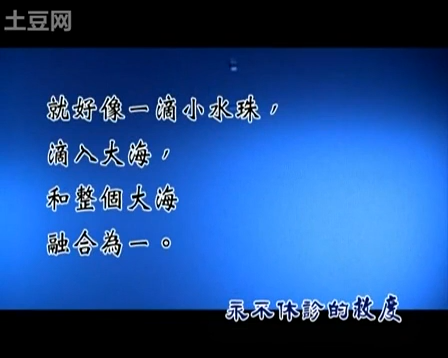 土豆网
就好像一滴小水珠，
滴入大海，
和整個大海
融合為一。
永不休診的救度